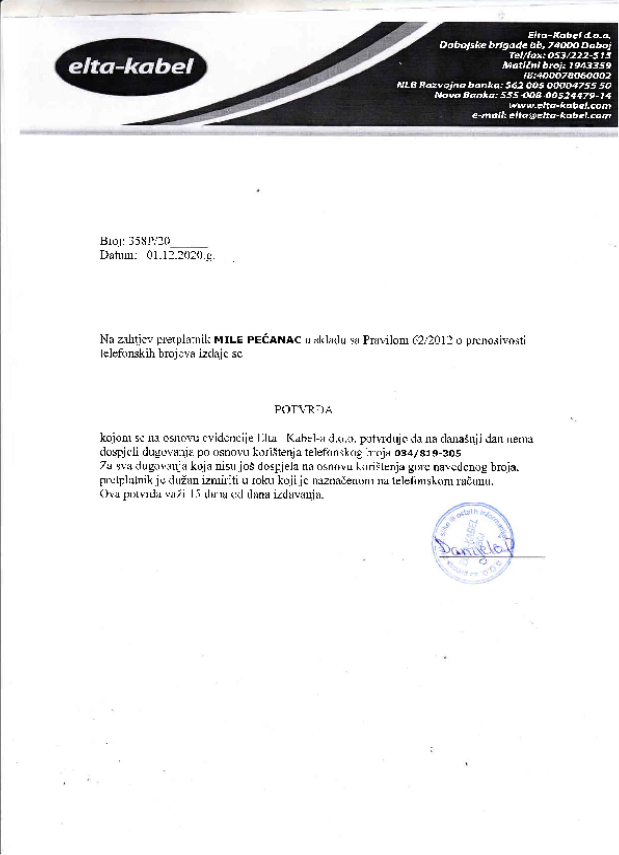 elta-kabel
Elta-Kabel d.o.o.
Dobojske brigade bb, 74000 Doboj
Tel/fax: 053/222-515
Matični broj: 1943359
IB:400078060002
NLB Razvojna banka: 562 005 00004755 50
Nova Banka: 555-008-00524479-14
www.elta-kabel.com
e-mail: elta@elta-kabel.com
Broj: 358P/20______
Datum: 01.12.2020.g.
Na zahtjev pretplatnik MILE PEĆANAC u skladu sa Pravilom 62/2012 o prenosivosti
telefonskih brojeva izdaje se
POTVRDA
kojom se na osnovu evidencije Elta Kabel-a d.o.o. potvrđuje da na današnji dan nema
dospjeli dugovanja po osnovu korištenja telefonskog broja 034/819-305
Za sva dugovanja koja nisu još dospjela na osnovu korištenja gore navedenog broja,
pretplatnik je dužan izmiriti u roku koji je naznačenom na telefonskom računu.
Ova potvrda važi 15 dana od dana izdavanja.
Danijela